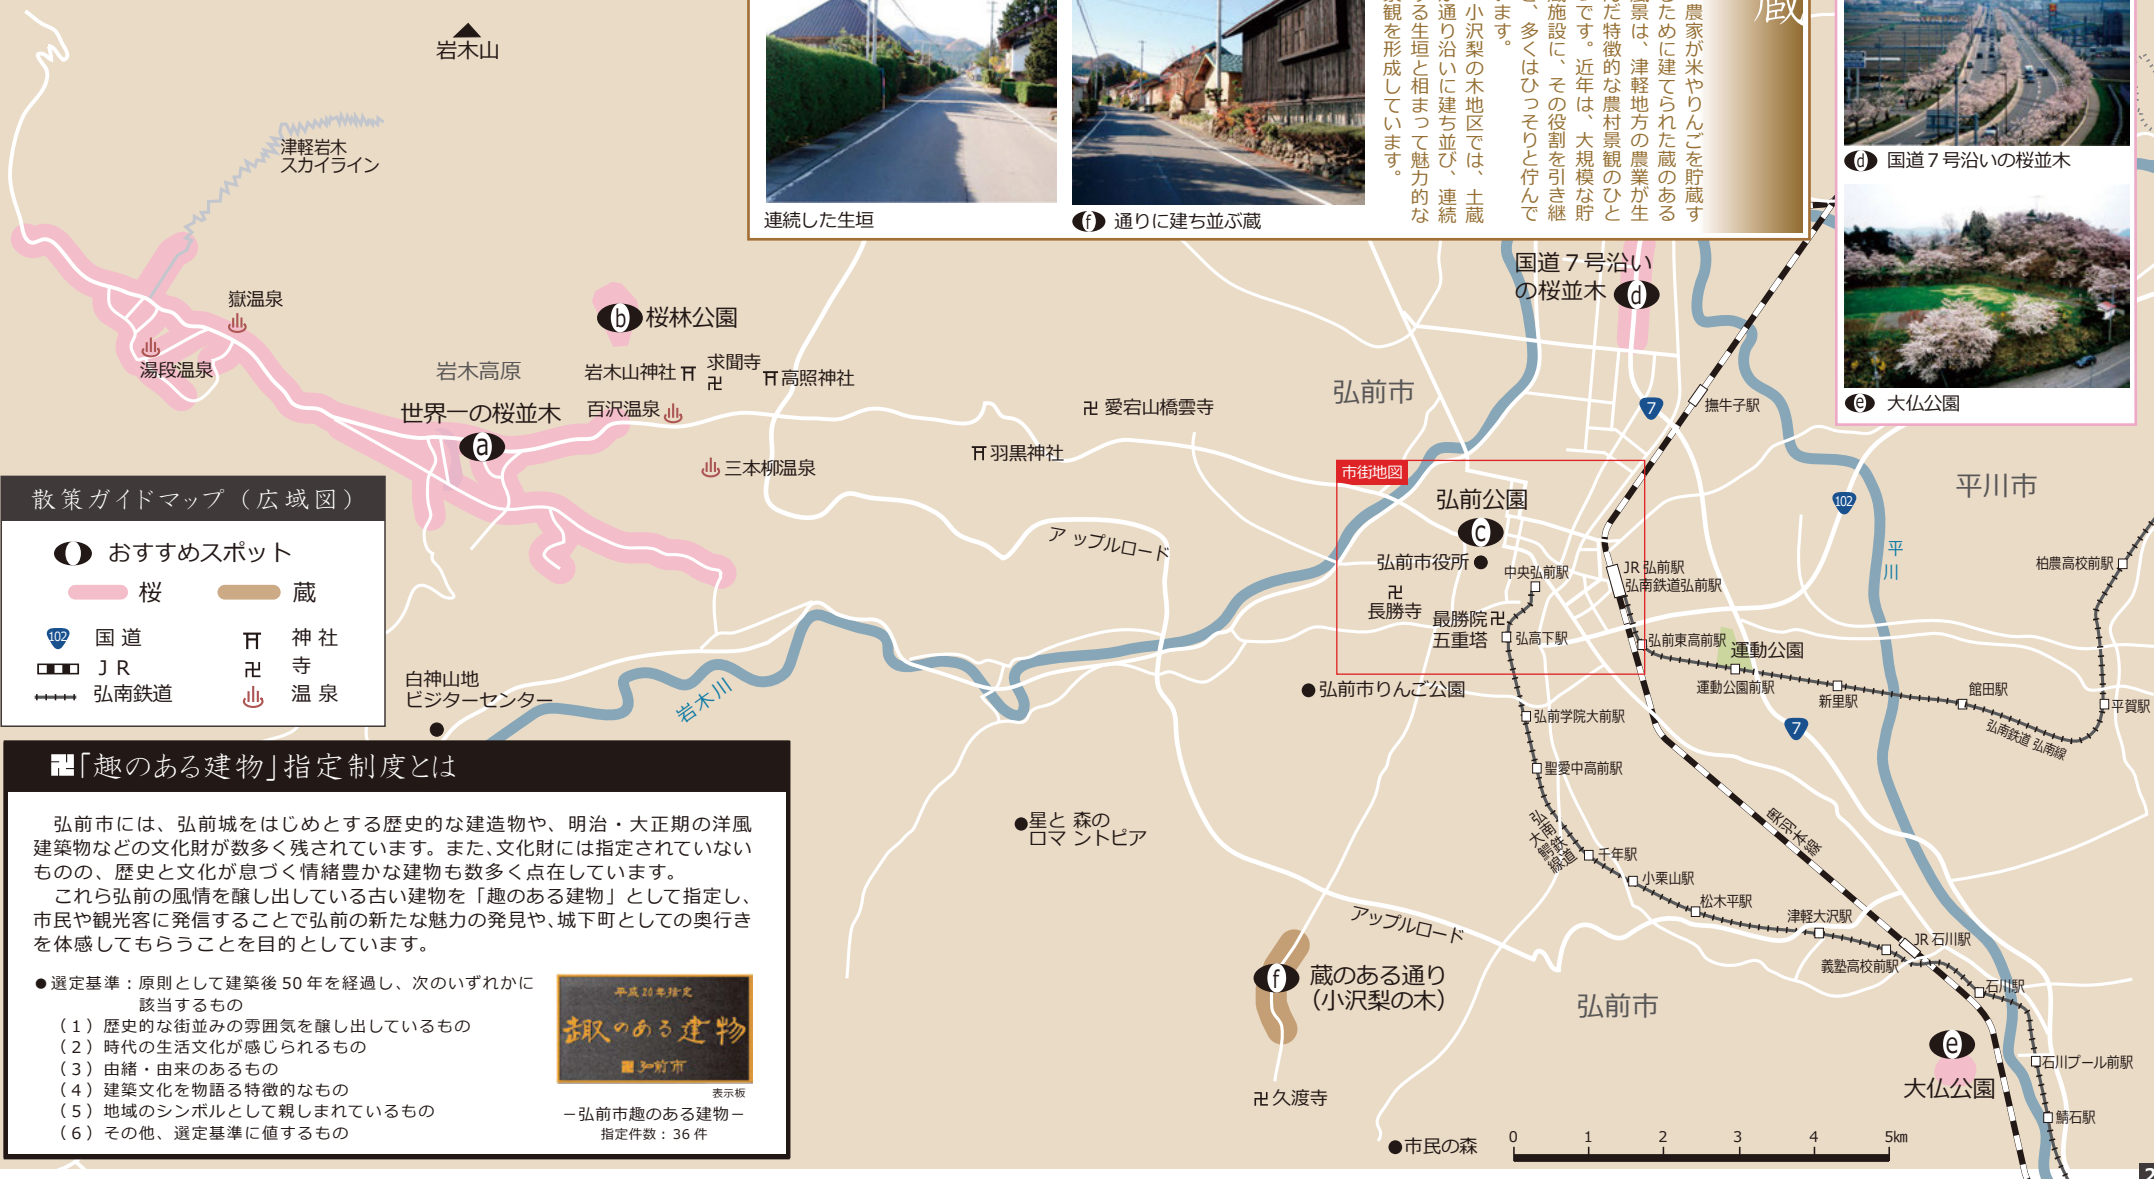 岩木山
津軽岩木
スカイライン
嶽温泉
湯段温泉
岩木高原
世界一の桜並木
a
b 桜林公園
岩木山神社
求聞寺
高照神社
百沢温泉
三本柳温泉
羽黒神社
愛宕山橋雲寺
アップルロード
連続した生垣
f 通りに建ち並ぶ蔵
蔵
農家が米やりんごを貯蔵す
ために建てられた蔵のある
風景は、津軽地方の農業が生
だ特徴的な農村景観のひと
です。近年は、大規模な貯
蔵施設に、その役割を引き継
、多くはひっそりと佇んで
ます。
小沢梨の木地区では、土蔵
が通り沿いに建ち並び、連続
する生垣と相まって魅力的な
景観を形成しています。
d 国道7号沿いの桜並木
e 大仏公園
国道7号沿い
の桜並木 d
弘前市
7
撫牛子駅
102
平川市
平川
柏農高校前駅
市街地図
弘前公園
c
弘前市役所
中央弘前駅
JR 弘前駅
弘南鉄道弘前駅
長勝寺
最勝院
五重塔
弘高下駅
弘前東高前駅
運動公園
運動公園前駅
新里駅
館田駅
平賀駅
弘南鉄道 弘南線
7
弘前市りんご公園
弘前学院大前駅
聖愛中高前駅
弘南鉄道
大鰐線
千年駅
小栗山駅
松木平駅
津軽大沢駅
奥羽本線
JR 石川駅
義塾高校前駅
石川駅
石川プール前駅
鯖石駅
e
大仏公園
弘前市
アップルロード
f 蔵のある通り
(小沢梨の木)
久渡寺
市民の森
0 1 2 3 4 5km
星と 森の
ロマ ントピア
岩木川
白神山地
ビジターセンター
散策ガイドマップ(広域図)
おすすめスポット
桜 蔵
102 国道 神社
JR 寺
弘南鉄道 温泉
卍「趣のある建物」指定制度とは
弘前市には、弘前城をはじめとする歴史的な建造物や、明治・大正期の洋風
建築物などの文化財が数多く残されています。また、文化財には指定されていない
ものの、歴史と文化が息づく情緒豊かな建物も数多く点在しています。
これら弘前の風情を醸し出している古い建物を「趣のある建物」として指定し、
市民や観光客に発信することで弘前の新たな魅力の発見や、城下町としての奥行き
を体感してもらうことを目的としています。
●選定基準:原則として建築後50年を経過し、次のいずれかに
該当するもの
(1)歴史的な街並みの雰囲気を醸し出しているもの
(2)時代の生活文化が感じられるもの
(3)由緒・由来のあるもの
(4)建築文化を物語る特徴的なもの
(5)地域のシンボルとして親しまれているもの
(6)その他、選定基準に値するもの
平成20年指定
趣のある建物
卍弘前市
表示板
−弘前市趣のある建物−
指定件数:36件
2